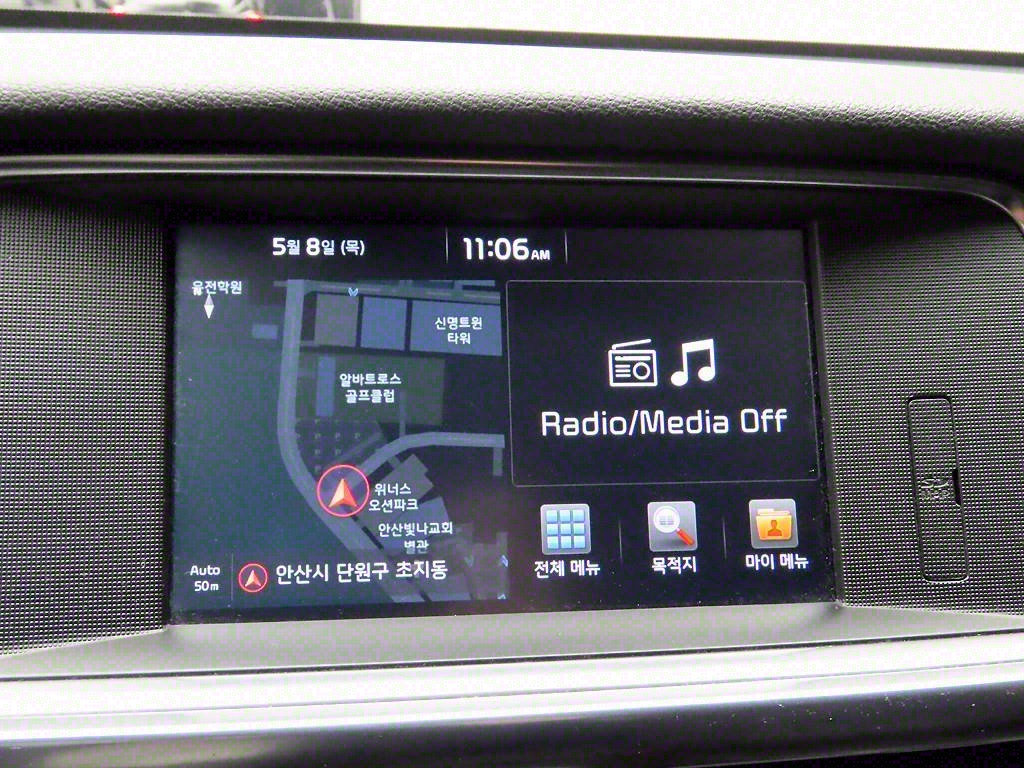 5월 8일 (목)
11:06 AM
운전학원
신명트윈
타워
알바트로스
골프클럽
Radio/Media Off
위너스
오션파크
안산빛나교회
별관
Auto
50m
안산시 단원구 초지동
전체 메뉴
목적지
마이 메뉴